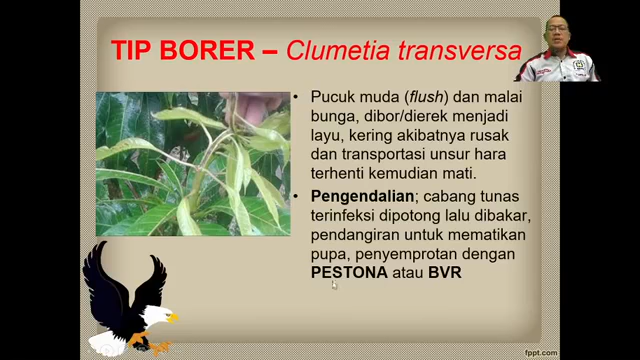 TIP BORER – Clumetia transversa
• Pucuk muda (flush) dan malai
bunga, dibor/dierek menjadi
layu, kering akibatnya rusak
dan transportasi unsur hara
terhenti kemudian mati.
• Pengendalian; cabang tunas
terinfeksi dipotong lalu dibakar,
pendangiran untuk mematikan
pupa, penyemprotan dengan
PESTONA atau BVR
fppt.com